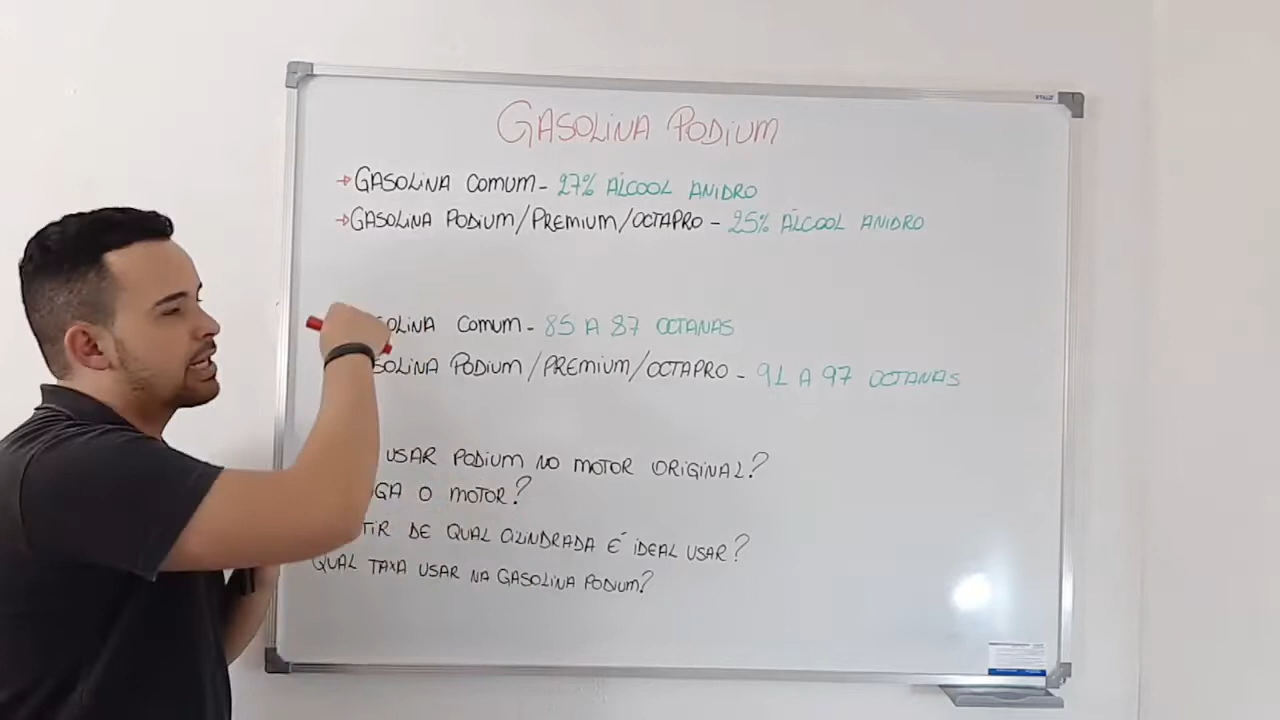 GASOLINA PODIUM
→GASOLINA COMUM - 27% ÁLCOOL ANIDRO
→GASOLINA PODIUM/PREMIUM/OCTAPRO - 25% ÁLCOOL ANIDRO
SOLINA COMUM - 85 A 87 OCTANAS
SOLINA PODIUM/PREMIUM/OCTAPRO - 91 A 97 OCTANAS
USAR PODIUM NO MOTOR ORIGINAL?
GA O MOTOR?
TIR DE QUAL CILINDRADA É IDEAL USAR?
QUAL TAXA USAR NA GASOLINA PODIUM?
STALO